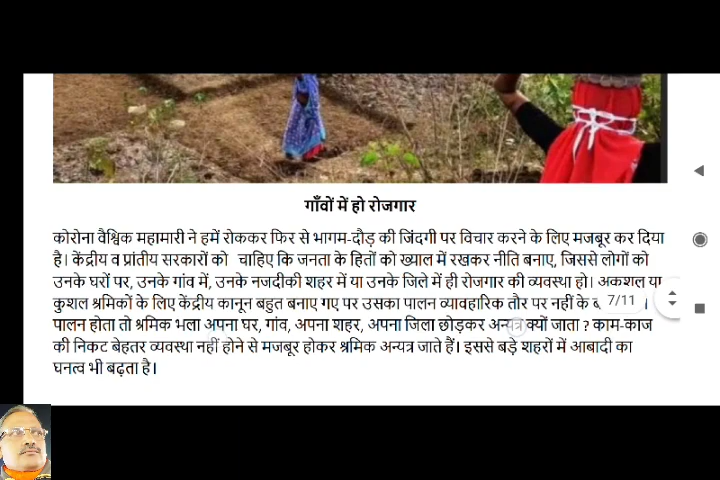 गाँवों में हो रोजगार
कोरोना वैश्विक महामारी ने हमें रोककर फिर से भागम-दौड़ की जिंदगी पर विचार करने के लिए मजबूर कर दिया
है। केंद्रीय व प्रांतीय सरकारों को चाहिए कि जनता के हितों को ख्याल में रखकर नीति बनाए, जिससे लोगों को
उनके घरों पर, उनके गांव में, उनके नजदीकी शहर में या उनके जिले में ही रोजगार की व्यवस्था हो। अकुशल या
कुशल श्रमिकों के लिए केंद्रीय कानून बहुत बनाए गए पर उसका पालन व्यावहारिक तौर पर नहीं के 7/11
पालन होता तो श्रमिक भला अपना घर, गांव, अपना शहर, अपना जिला छोड़कर अन्यत्र क्यों जाता ? काम-काज
की निकट बेहतर व्यवस्था नहीं होने से मजबूर होकर श्रमिक अन्यत्र जाते हैं। इससे बड़े शहरों में आबादी का
घनत्व भी बढ़ता है।